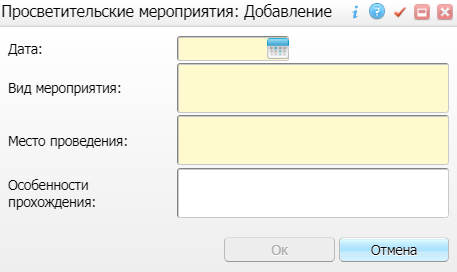 Просветительские мероприятия: Добавление
Дата:
Вид мероприятия:
Место проведения:
Особенности
прохождения:
Ок
Отмена